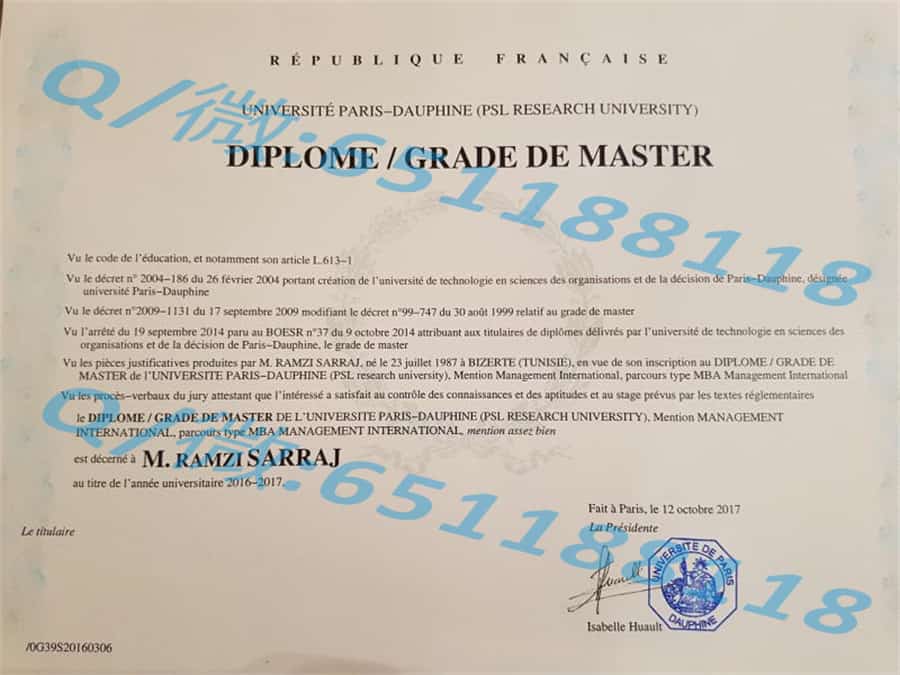 RÉPUBLIQUE FRANÇAISE
UNIVERSITÉ PARIS-DAUPHINE (PSL RESEARCH UNIVERSITY)
Q/微:651188118
DIPLOME / GRADE DE MASTER
Vu le code de l'éducation, et notamment son article L.613-1
Vu le décret n° 2004-186 du 26 février 2004 portant création de l'université de technologie en sciences des organisations et de la décision de Paris-Dauphine, désignée
université Paris-Dauphine
Vu le décret n°2009-1131 du 17 septembre 2009 modifiant le décret n°99-747 du 30 août 1999 relatif au grade de master
Vu l'arrêté du 19 septembre 2014 paru au BOESR n°37 du 9 octobre 2014 attribuant aux titulaires de diplômes délivrés par l'université de technologie en sciences des
organisations et de la décision de Paris-Dauphine, le grade de master
Vu les pièces justificatives produites par M. RAMZI SARRAJ, né le 23 juillet 1987 à BIZERTE (TUNISIE), en vue de son inscription au DIPLOME / GRADE DE
MASTER de l'UNIVERSITE PARIS-DAUPHINE (PSL research university), Mention Management International, parcours type MBA Management International
Vu les procès-verbaux du jury attestant que l'intéressé a satisfait au contrôle des connaissances et des aptitudes et au stage prévus par les textes réglementaires
Q/微:651188118
le DIPLOME / GRADE DE MASTER DE L'UNIVERSITE PARIS-DAUPHINE (PSL RESEARCH UNIVERSITY), Mention MANAGEMENT
INTERNATIONAL, parcours type MBA MANAGEMENT INTERNATIONAL, mention assez bien
est décerné à M. RAMZI SARRAJ
au titre de l'année universitaire 2016-2017.
Fait à Paris, le 12 octobre 2017
Le titulaire
La Présidente
UNIVERSITE DE PARIS
DAUPHINE
Isabelle Huault
/0G39S20160306